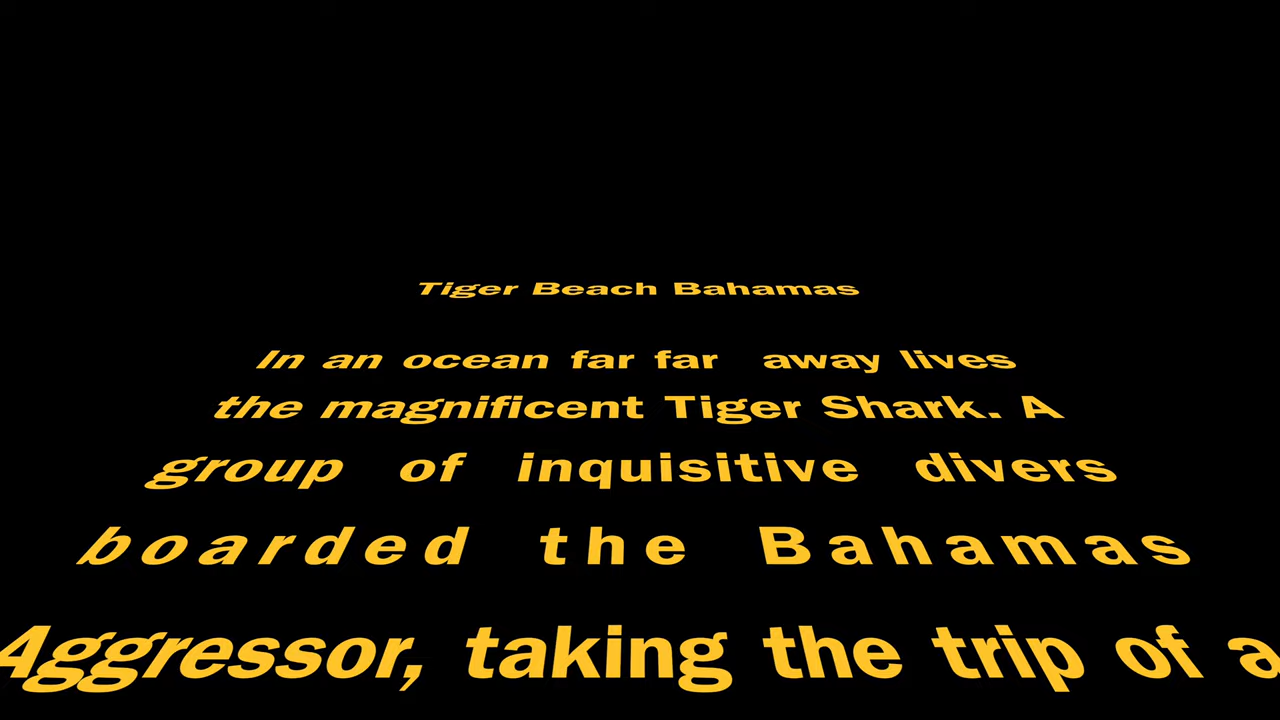 Tiger Beach Bahamas
In an ocean far far away lives
the magnificent Tiger Shark. A
group of inquisitive divers
boarded the Bahamas
Aggressor, taking the trip of a